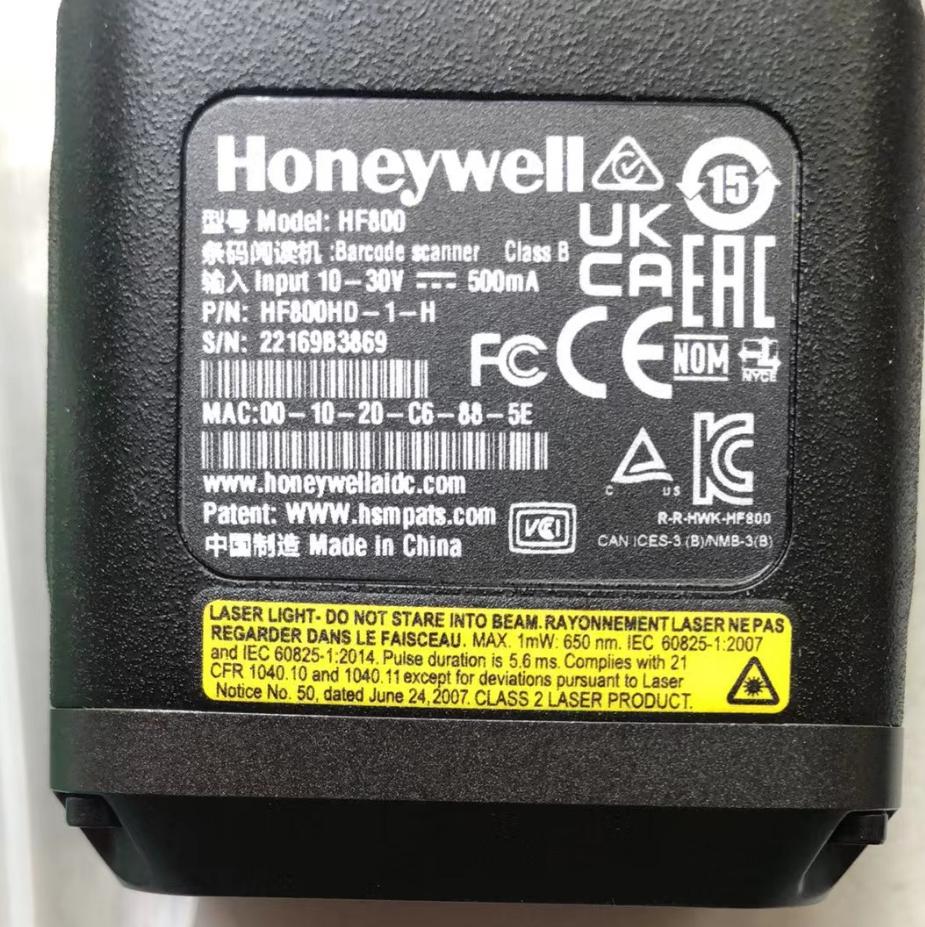 Honeywell
15
型号 Model: HF800
条码阅读机 :Barcode scanner Class B
输入 Input 10-30V 500mA
P/N: HF800HD-1-H
S/N: 22169B3869
MAC:00-10-20-C6-88-5E
www.honeywellaidc.com
Patent: WWW.hsmpats.com
中国制造 Made in China
UK
CA
EAC
FC
CE
NOM
NYCE
C US
R-R-HWK-HF800
CAN ICES-3 (B)/NMB-3(B)
LASER LIGHT- DO NOT STARE INTO BEAM. RAYONNEMENT LASER NE PAS
REGARDER DANS LE FAISCEAU. MAX. 1mW: 650 nm. IEC 60825-1:2007
and IEC 60825-1:2014. Pulse duration is 5.6 ms. Complies with 21
CFR 1040.10 and 1040.11 except for deviations pursuant to Laser
Notice No. 50, dated June 24, 2007. CLASS 2 LASER PRODUCT.